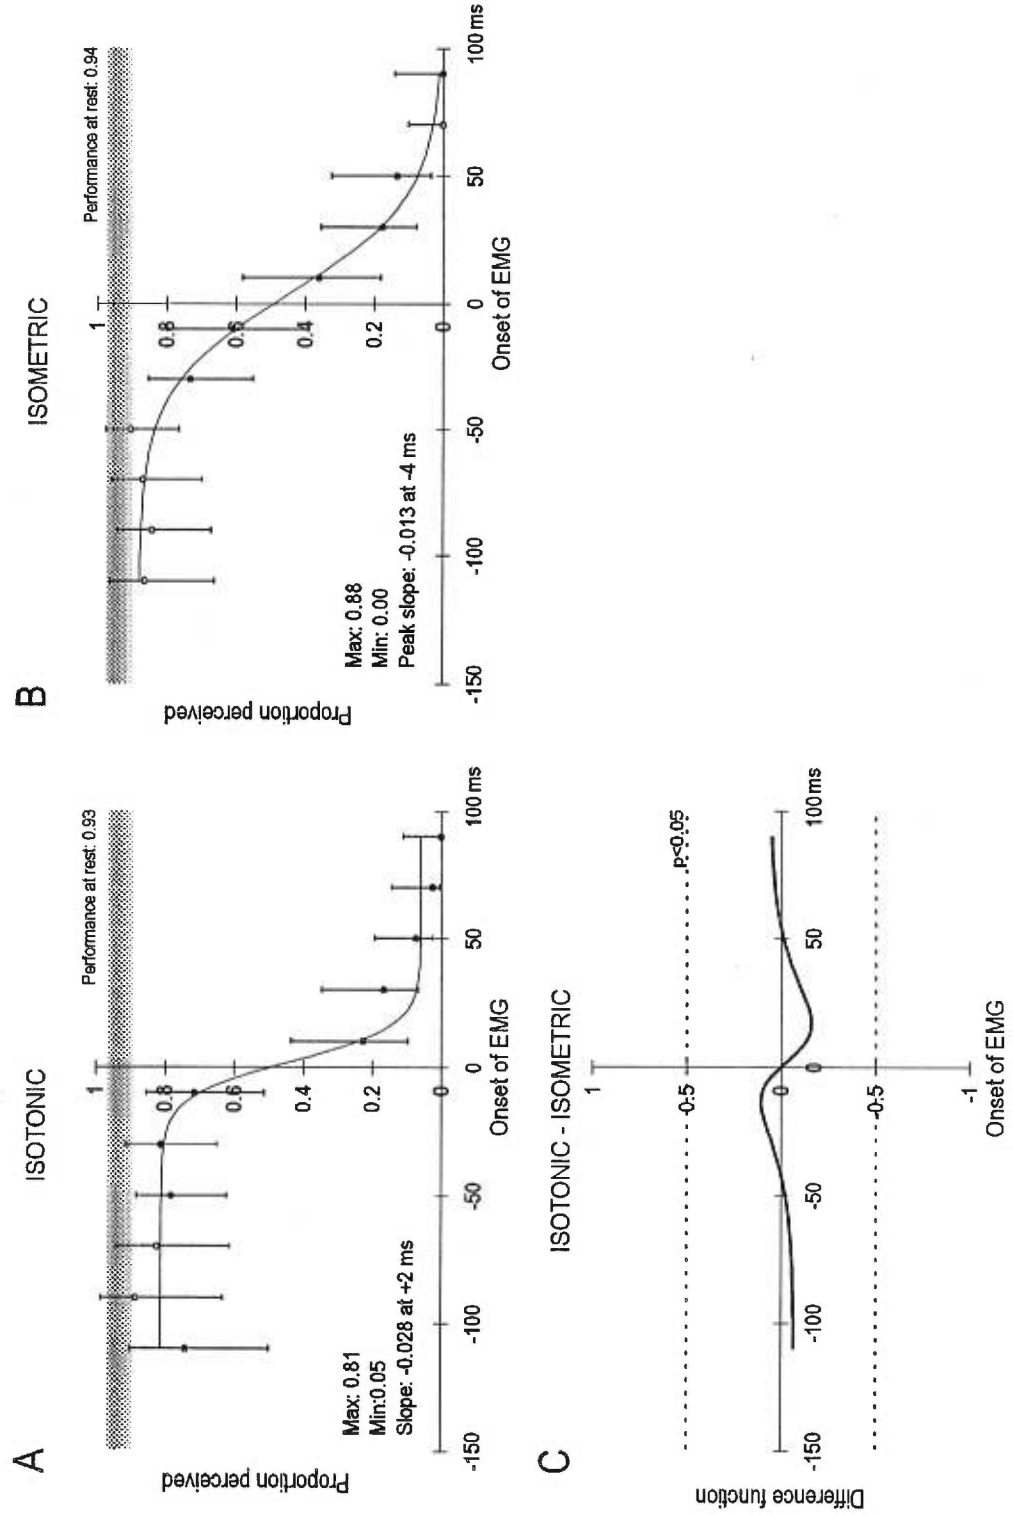 A
ISOTONIC
Performance at rest: 0.93
Proportion perceived
1
0.8
0.6
0.4
0.2
0
Max: 0.81
Min:0.05
Slope: -0.028 at +2 ms
-150
-100
-50
0
50
100 ms
Onset of EMG
B
ISOMETRIC
Performance at rest: 0.94
Proportion perceived
1
0.8
0.6
0.4
0.2
0
Max: 0.88
Min: 0.00
Peak slope: -0.013 at -4 ms
-150
-100
-50
0
50
100 ms
Onset of EMG
C
ISOTONIC - ISOMETRIC
Difference function
p<0.05
1
0.5
0
-0.5
-1
-150
-100
-50
0
50
100 ms
Onset of EMG